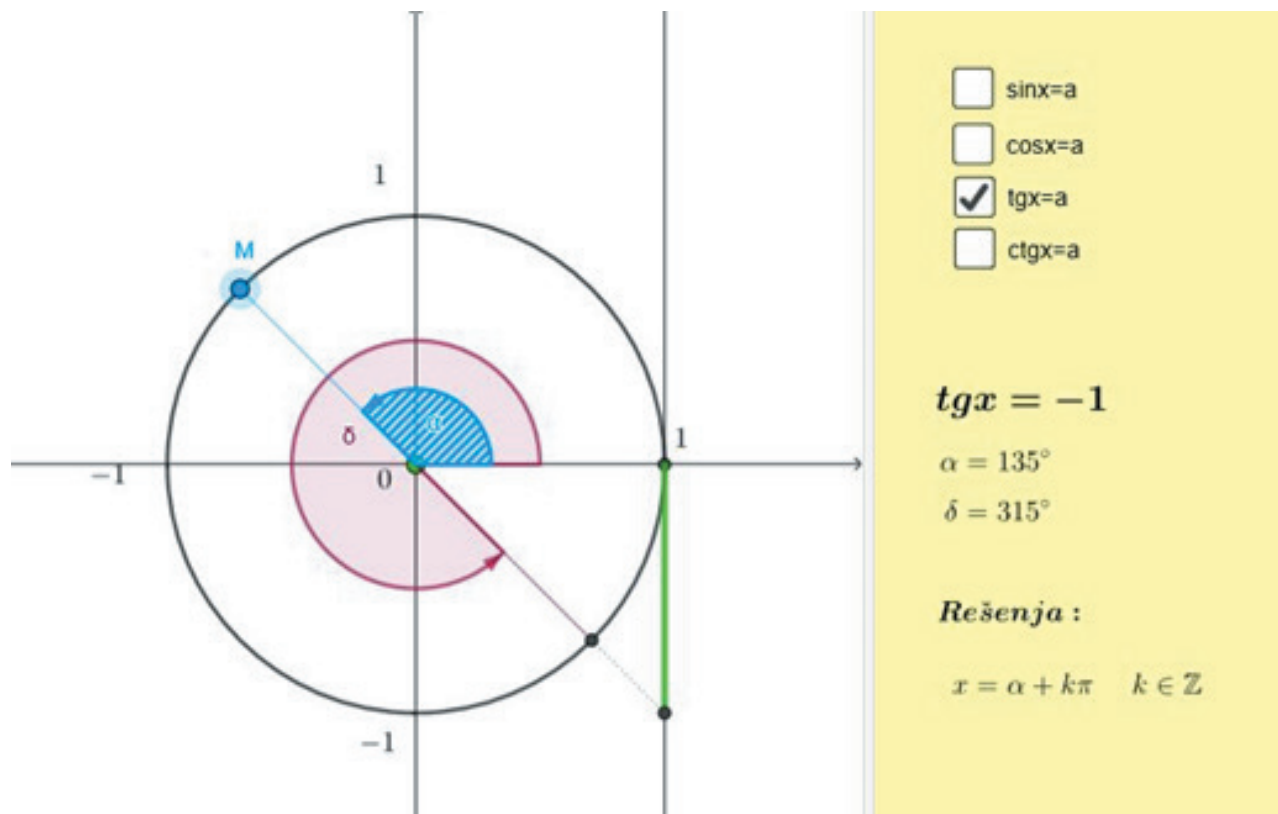 1
M
α
δ
0
1
−1
−1
sinx=a
cosx=a
tgx=a
ctgx=a
tgx = −1
α = 135°
δ = 315°
Rešenja :
x = α + kπ k ∈ ℤ